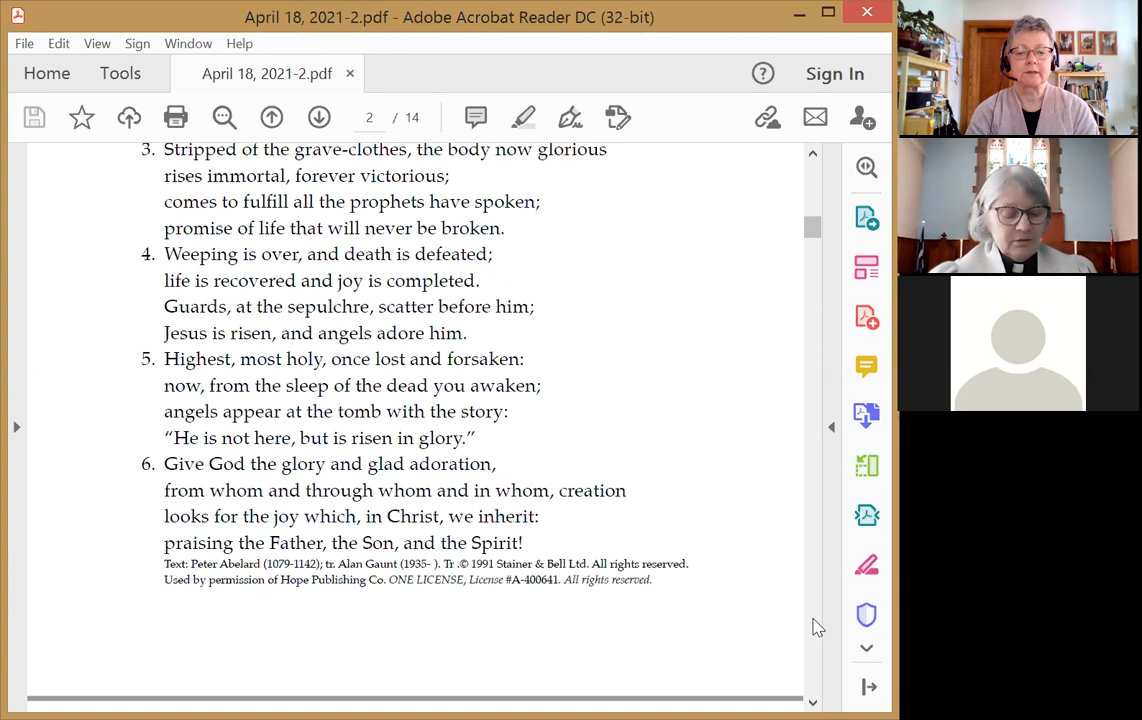 April 18, 2021-2.pdf - Adobe Acrobat Reader DC (32-bit)
File Edit View Sign Window Help
Home Tools April 18, 2021-2.pdf × ? Sign In
2 / 14
3. Stripped of the grave-clothes, the body now glorious
rises immortal, forever victorious;
comes to fulfill all the prophets have spoken;
promise of life that will never be broken.
4. Weeping is over, and death is defeated;
life is recovered and joy is completed.
Guards, at the sepulchre, scatter before him;
Jesus is risen, and angels adore him.
5. Highest, most holy, once lost and forsaken:
now, from the sleep of the dead you awaken;
angels appear at the tomb with the story:
“He is not here, but is risen in glory.”
6. Give God the glory and glad adoration,
from whom and through whom and in whom, creation
looks for the joy which, in Christ, we inherit:
praising the Father, the Son, and the Spirit!
Text: Peter Abelard (1079-1142); tr. Alan Gaunt (1935- ). Tr .© 1991 Stainer & Bell Ltd. All rights reserved.
Used by permission of Hope Publishing Co. ONE LICENSE, License #A-400641. All rights reserved.